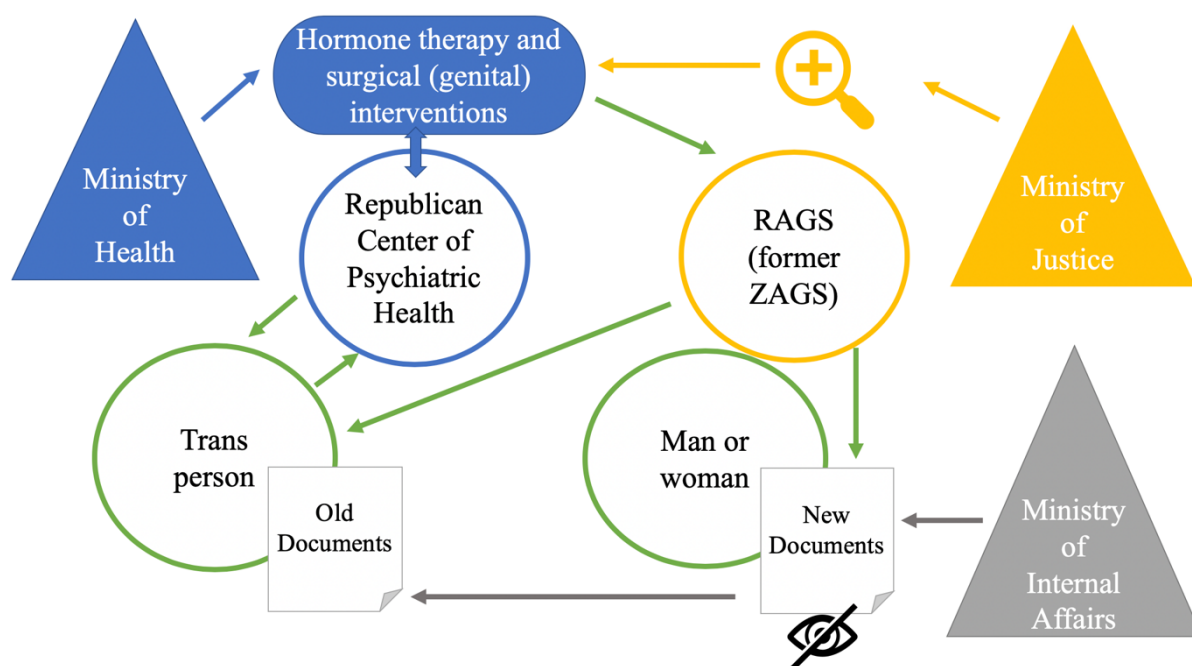 Hormone therapy and
surgical (genital)
interventions
Ministry
of
Health
Republican
Center of
Psychiatric
Health
RAGS
(former
ZAGS)
Ministry
of
Justice
Trans
person
Old
Documents
Man or
woman
New
Documents
Ministry
of
Internal
Affairs